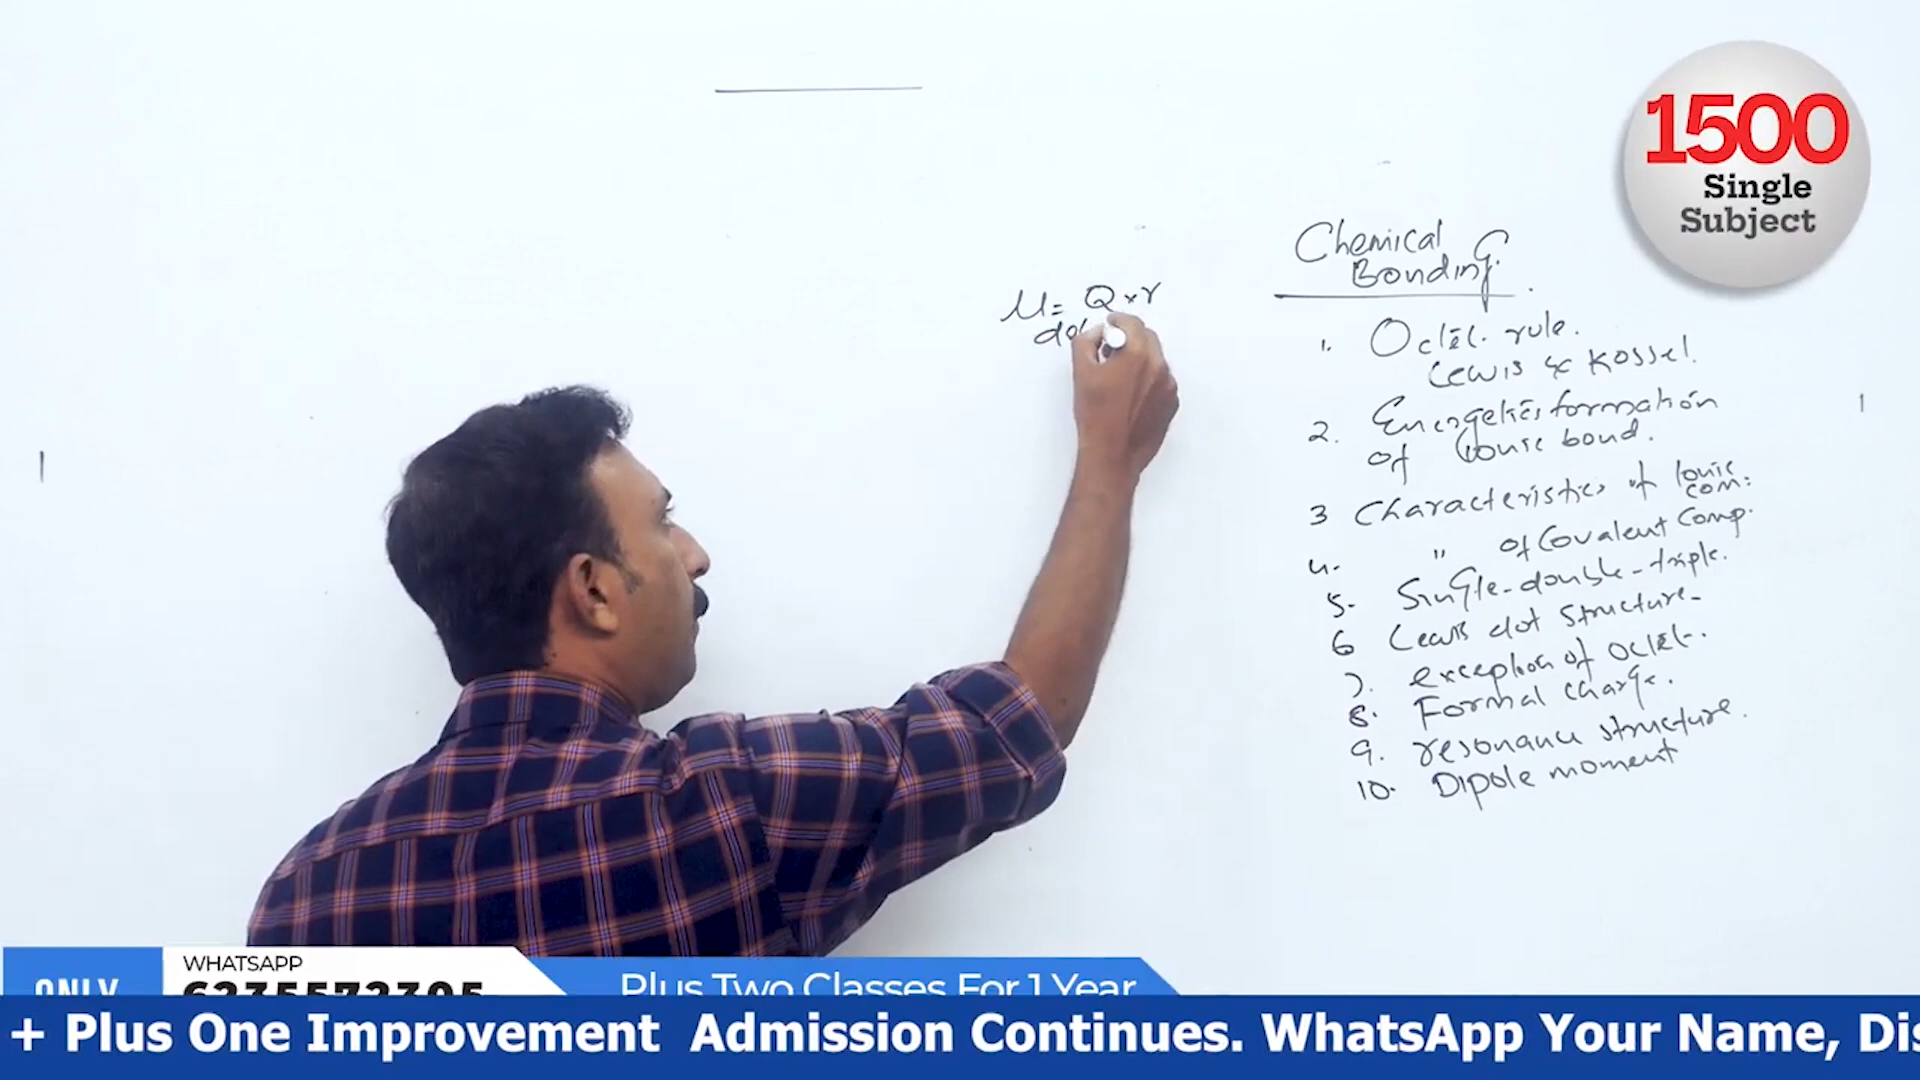 1500
Single
Subject
Chemical
Bonding.
μ = Q×r
1. Octet rule.
Lewis & Kossel.
2. Energetics formation
of Ionic bond.
3 Characteristics of Ionic
com:
4. " of Covalent Comp.
5. Single-double-triple.
6 Lewis dot structure-
7. exception of Octet.
8. Formal charge.
9. resonance structure.
10. Dipole moment
ONLY
WHATSAPP
6235572305
Plus Two Classes For 1 Year
+ Plus One Improvement Admission Continues. WhatsApp Your Name, Dis